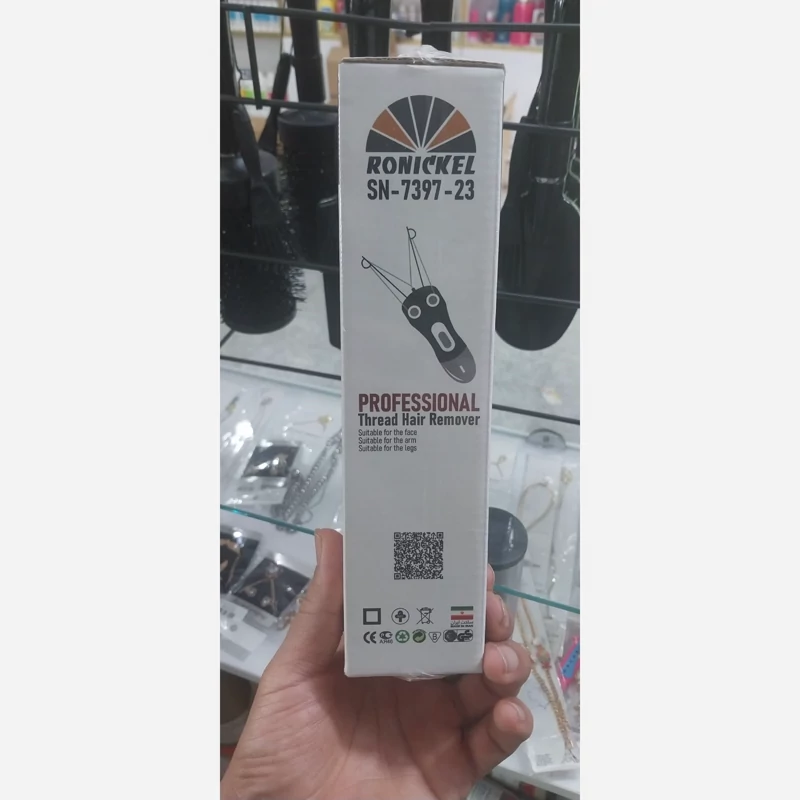 RONICKEL
SN-7397-23
PROFESSIONAL
Thread Hair Remover
Suitable for the face
Suitable for the arm
Suitable for the legs